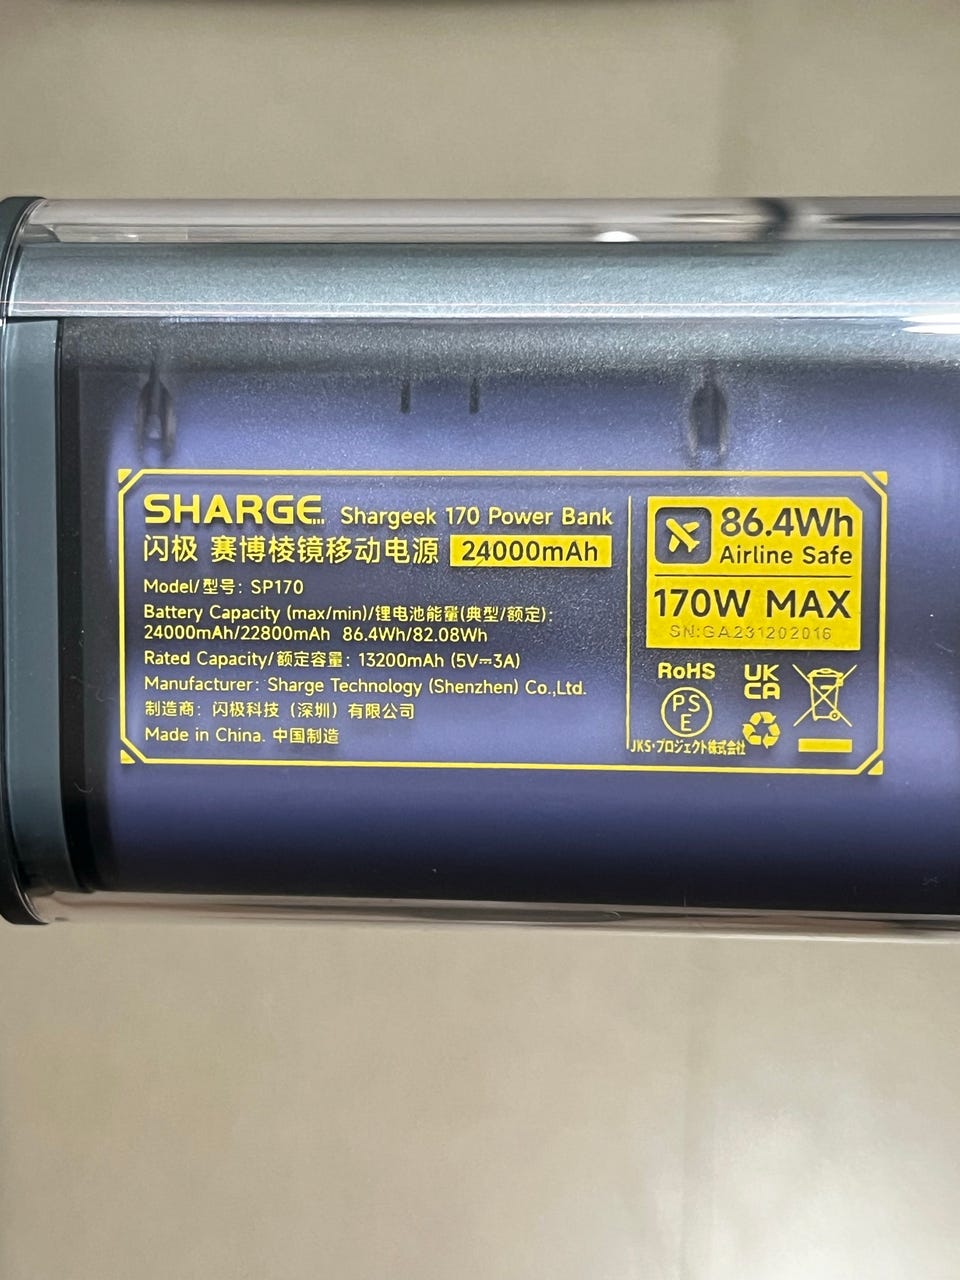 SHARGE Shargeek 170 Power Bank
闪极 赛博棱镜移动电源 24000mAh
Model/型号: SP170
Battery Capacity (max/min)/锂电池能量(典型/额定):
24000mAh/22800mAh 86.4Wh/82.08Wh
Rated Capacity/额定容量: 13200mAh (5V⎓3A)
Manufacturer: Sharge Technology (Shenzhen) Co.,Ltd.
制造商: 闪极科技 (深圳) 有限公司
Made in China. 中国制造
86.4Wh
Airline Safe
170W MAX
SN:GA231202016
RoHS
UK
CA
PS
E
JKS・プロジェクト株式会社